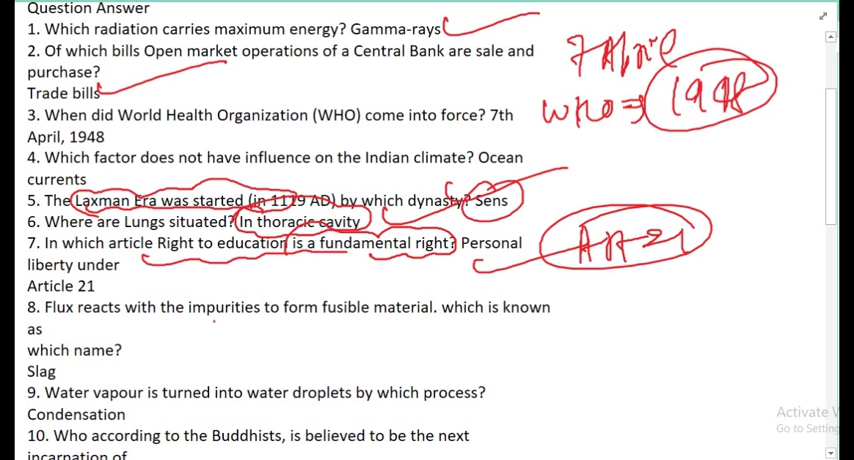 Question Answer
1. Which radiation carries maximum energy? Gamma-rays
2. Of which bills Open market operations of a Central Bank are sale and
purchase?
Trade bills
3. When did World Health Organization (WHO) come into force? 7th
April, 1948
4. Which factor does not have influence on the Indian climate? Ocean
currents
5. The Laxman Era was started (in 1179 AD) by which dynasty? Sens
6. Where are Lungs situated? In thoracic cavity
7. In which article Right to education is a fundamental right? Personal
liberty under
Article 21
8. Flux reacts with the impurities to form fusible material. which is known
as
which name?
Slag
9. Water vapour is turned into water droplets by which process?
Condensation
10. Who according to the Buddhists, is believed to be the next
incarnation of
7
WHO ⇒ 1948
21
Activate
Go to Setting